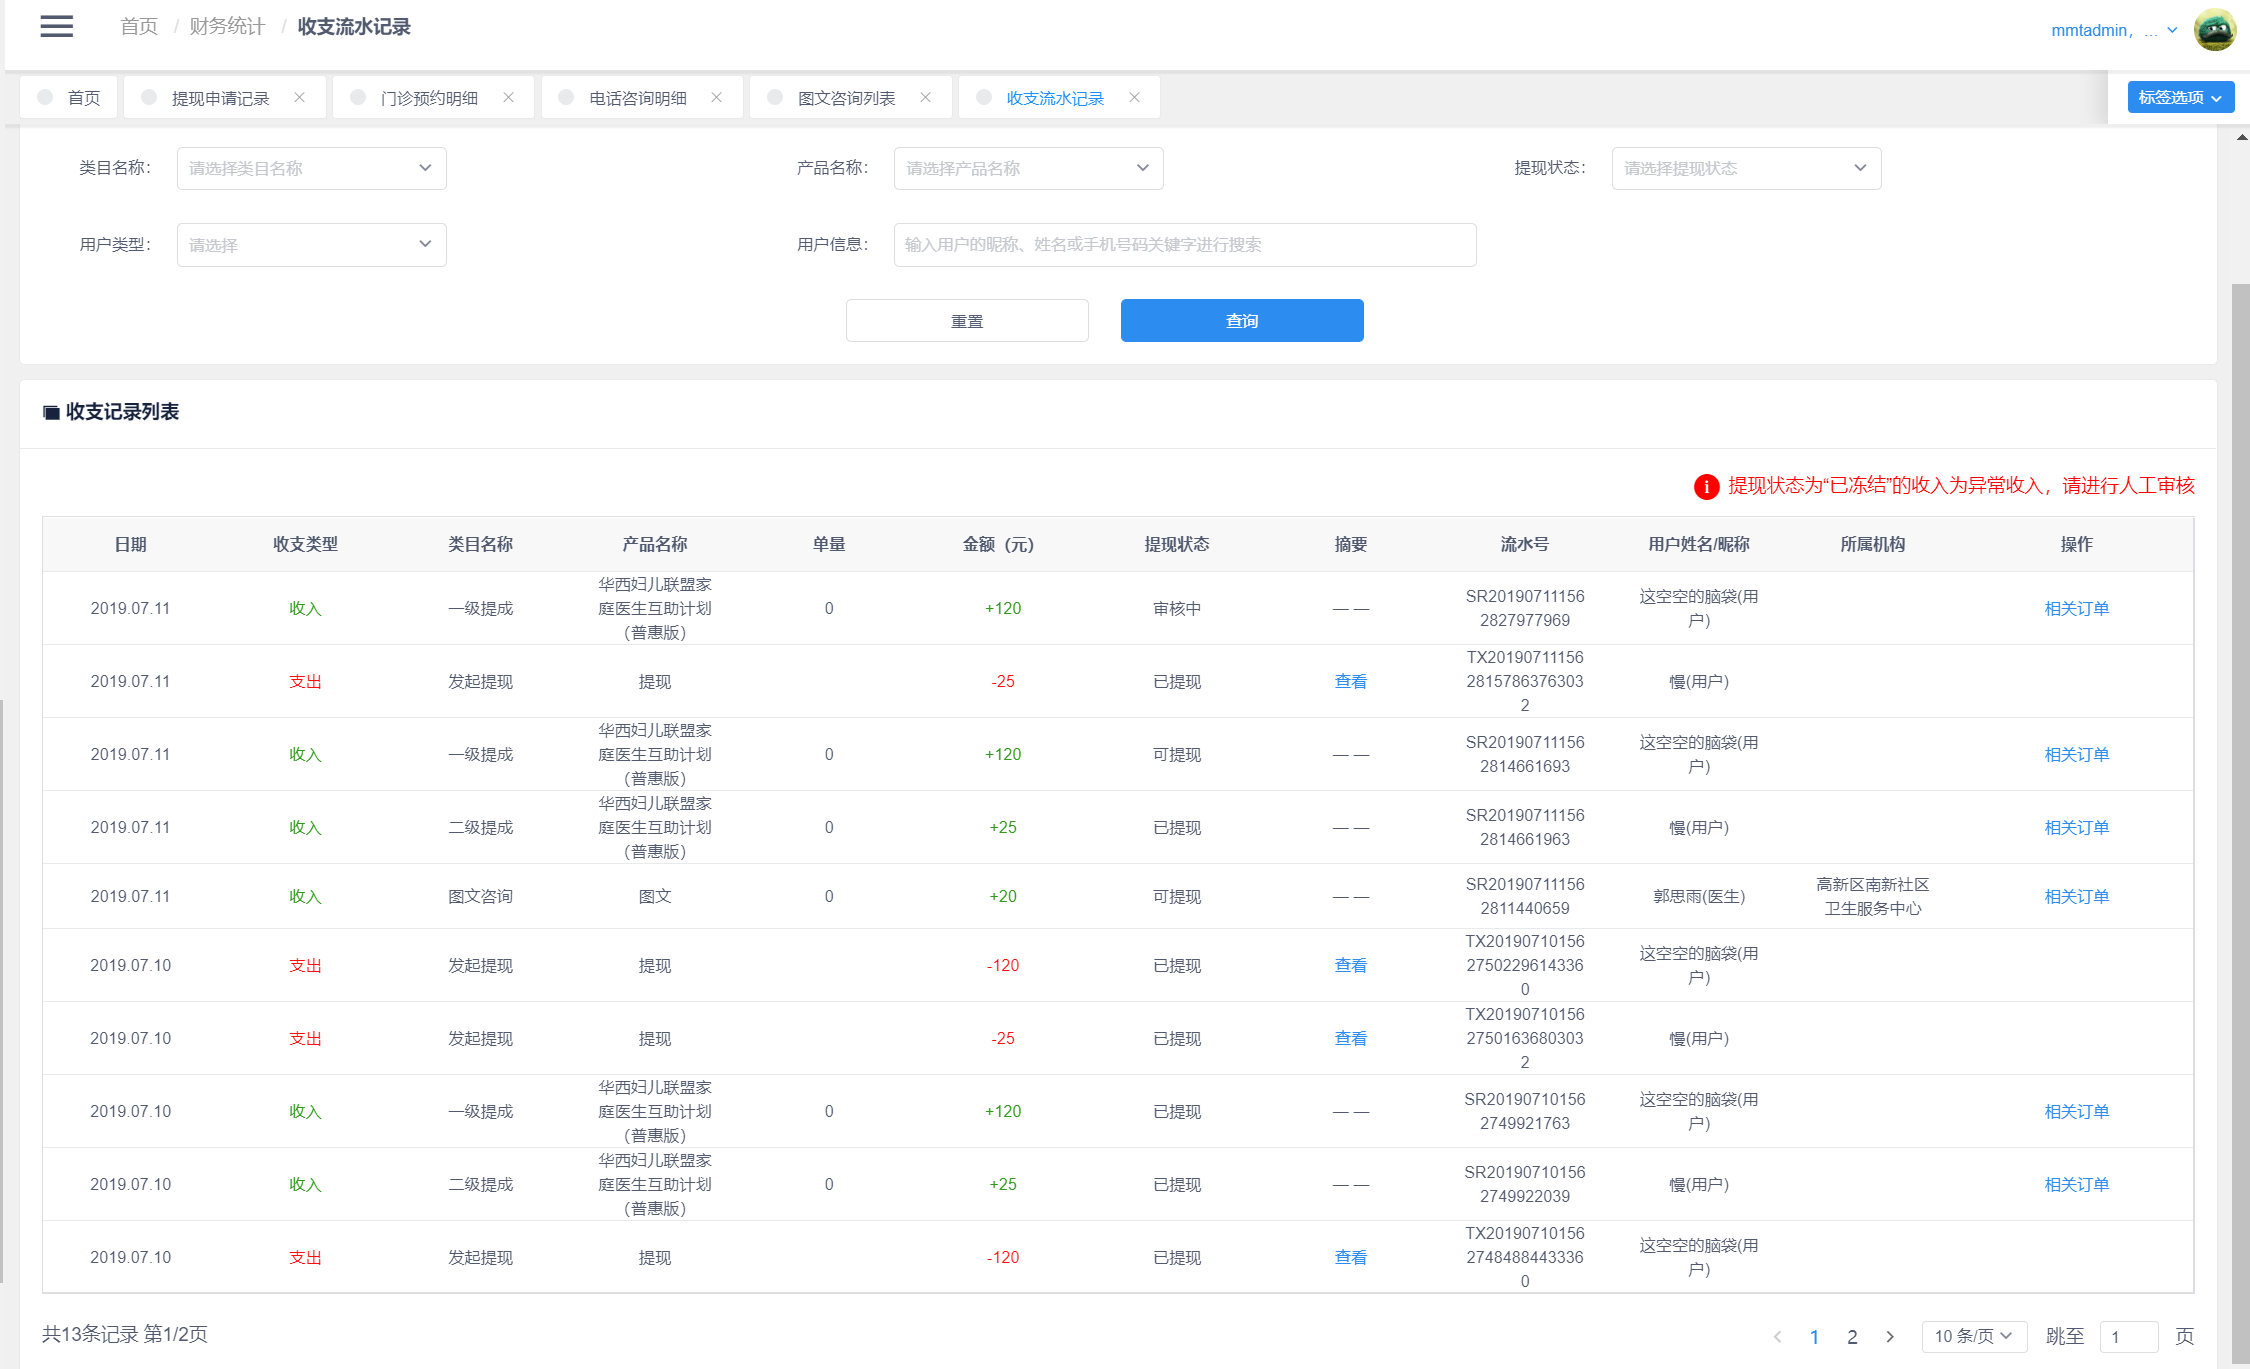 首页 / 财务统计 / 收支流水记录
mmtadmin，...
首页
提现申请记录
门诊预约明细
电话咨询明细
图文咨询列表
收支流水记录
标签选项
类目名称： 请选择类目名称
产品名称： 请选择产品名称
提现状态： 请选择提现状态
用户类型： 请选择
用户信息： 输入用户的昵称、姓名或手机号码关键字进行搜索
重置
查询
收支记录列表
提现状态为“已冻结”的收入为异常收入，请进行人工审核
日期 收支类型 类目名称 产品名称 单量 金额（元） 提现状态 摘要 流水号 用户姓名/昵称 所属机构 操作
2019.07.11 收入 一级提成 华西妇儿联盟家庭医生互助计划（普惠版） 0 +120 审核中 — — SR201907111562827977969 这空空的脑袋(用户) 相关订单
2019.07.11 支出 发起提现 提现 -25 已提现 查看 TX2019071115628157863763032 慢(用户)
2019.07.11 收入 一级提成 华西妇儿联盟家庭医生互助计划（普惠版） 0 +120 可提现 — — SR201907111562814661693 这空空的脑袋(用户) 相关订单
2019.07.11 收入 二级提成 华西妇儿联盟家庭医生互助计划（普惠版） 0 +25 已提现 — — SR201907111562814661963 慢(用户) 相关订单
2019.07.11 收入 图文咨询 图文 0 +20 可提现 — — SR201907111562811440659 郭思雨(医生) 高新区南新社区卫生服务中心 相关订单
2019.07.10 支出 发起提现 提现 -120 已提现 查看 TX2019071015627502296143360 这空空的脑袋(用户)
2019.07.10 支出 发起提现 提现 -25 已提现 查看 TX2019071015627501636803032 慢(用户)
2019.07.10 收入 一级提成 华西妇儿联盟家庭医生互助计划（普惠版） 0 +120 已提现 — — SR201907101562749921763 这空空的脑袋(用户) 相关订单
2019.07.10 收入 二级提成 华西妇儿联盟家庭医生互助计划（普惠版） 0 +25 已提现 — — SR201907101562749922039 慢(用户) 相关订单
2019.07.10 支出 发起提现 提现 -120 已提现 查看 TX2019071015627484884433360 这空空的脑袋(用户)
共13条记录 第1/2页
1 2 10 条/页 跳至 1 页